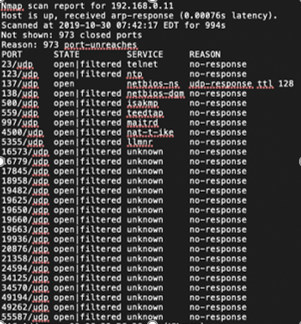 Nmap scan report for 192.168.0.11
Host is up, received arp-response (0.00076s latency).
Scanned at 2019-10-30 07:42:17 EDT for 994s
Not shown: 973 closed ports
Reason: 973 port-unreaches
PORT STATE SERVICE REASON
23/udp open|filtered telnet no-response
123/udp open|filtered ntp no-response
137/udp open netbios-ns udp-response ttl 128
138/udp open|filtered netbios-dgm no-response
500/udp open|filtered isakmp no-response
559/udp open|filtered teedtap no-response
997/udp open|filtered maitrd no-response
4500/udp open|filtered nat-t-ike no-response
5355/udp open|filtered llmnr no-response
16573/udp open|filtered unknown no-response
16779/udp open|filtered unknown no-response
17845/udp open|filtered unknown no-response
18958/udp open|filtered unknown no-response
19482/udp open|filtered unknown no-response
19625/udp open|filtered unknown no-response
19650/udp open|filtered unknown no-response
19660/udp open|filtered unknown no-response
19663/udp open|filtered unknown no-response
19936/udp open|filtered unknown no-response
20876/udp open|filtered unknown no-response
21358/udp open|filtered unknown no-response
24594/udp open|filtered unknown no-response
34125/udp open|filtered unknown no-response
34570/udp open|filtered unknown no-response
49194/udp open|filtered unknown no-response
49262/udp open|filtered unknown no-response
55587/udp open|filtered unknown no-response